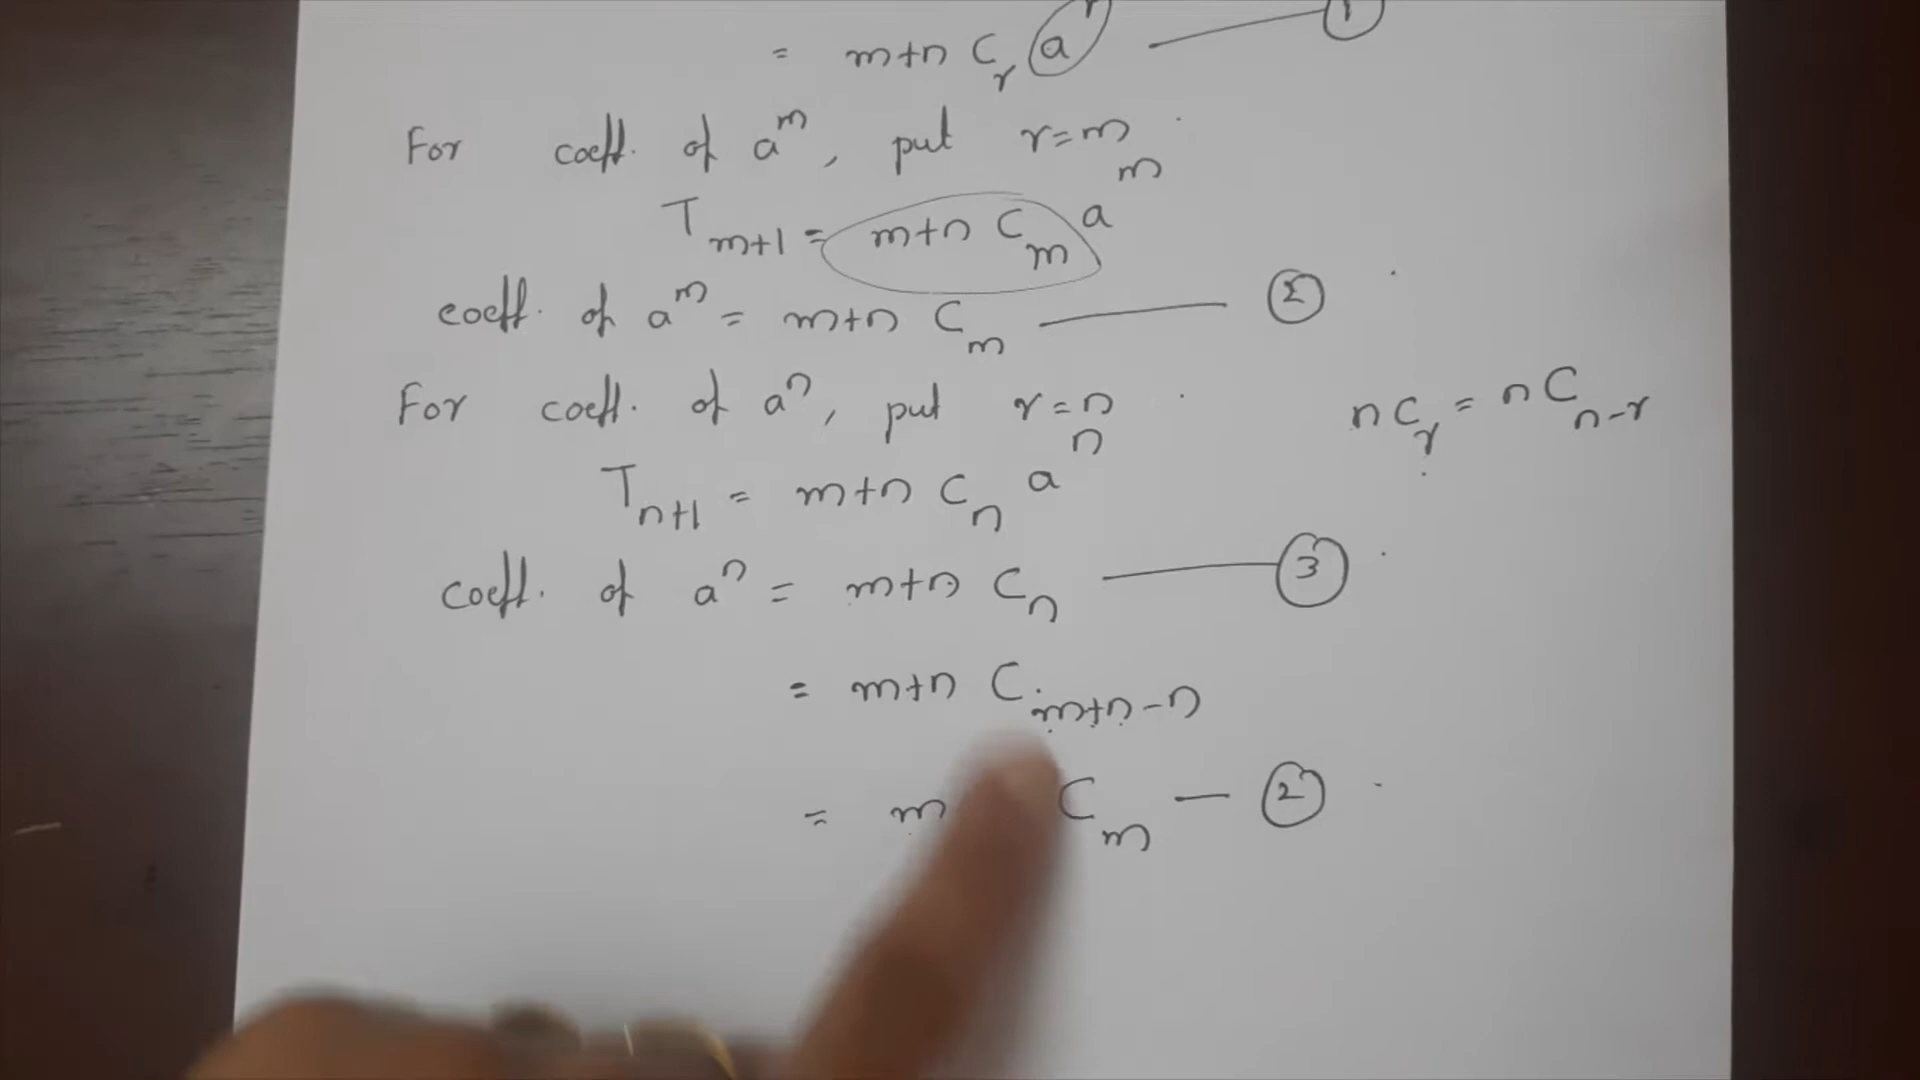 = m+n C_r a^r —— ①
For coeff. of a^m, put r=m
T_{m+1} = m+n C_m a^m
coeff. of a^m = m+n C_m —— ②
For coeff. of a^n, put r=n
nC_r = nC_{n-r}
T_{n+1} = m+n C_n a^n
coeff. of a^n = m+n C_n —— ③
= m+n C_{m+n-n}
= m C_m — ②